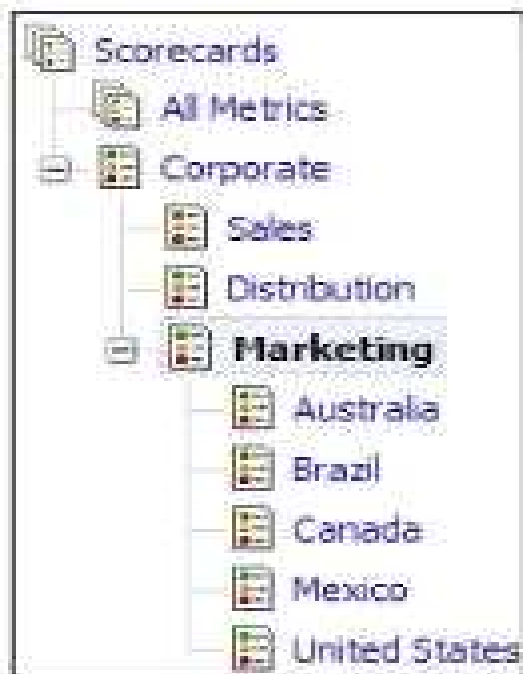 Scorecards
All Metrics
Corporate
Sales
Distribution
Marketing
Australia
Brazil
Canada
Mexico
United States